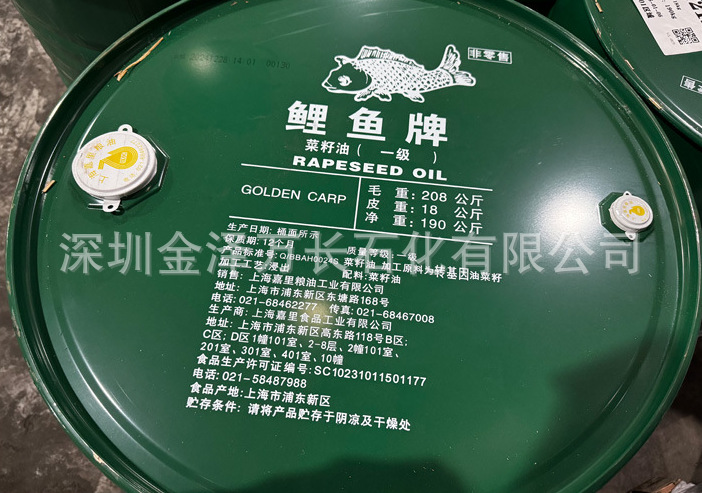 20241228 14 01 00130
非零售
鲤鱼牌
菜籽油（一级）
RAPESEED OIL
GOLDEN CARP
毛 重：208 公斤
皮 重：18 公斤
净 重：190 公斤
生产日期：桶面所示
保质期：12个月 质量等级：一级
产品标准号：Q/BBAH0024S 菜籽油 加工原料为转基因油菜籽
加工工艺：浸出 配料：菜籽油
销售：上海嘉里粮油工业有限公司
地址：上海市浦东新区东塘路168号
电话：021-68462277 传真：021-68467008
生产商：上海嘉里食品工业有限公司
地址：上海市浦东新区高东路118号B区；
C区；D区1幢101室、2-8层、2幢101室、
201室、301室、401室、10幢
食品生产许可证编号：SC10231011501177
电话：021-58487988
食品产地：上海市浦东新区
贮存条件：请将产品贮存于阴凉及干燥处